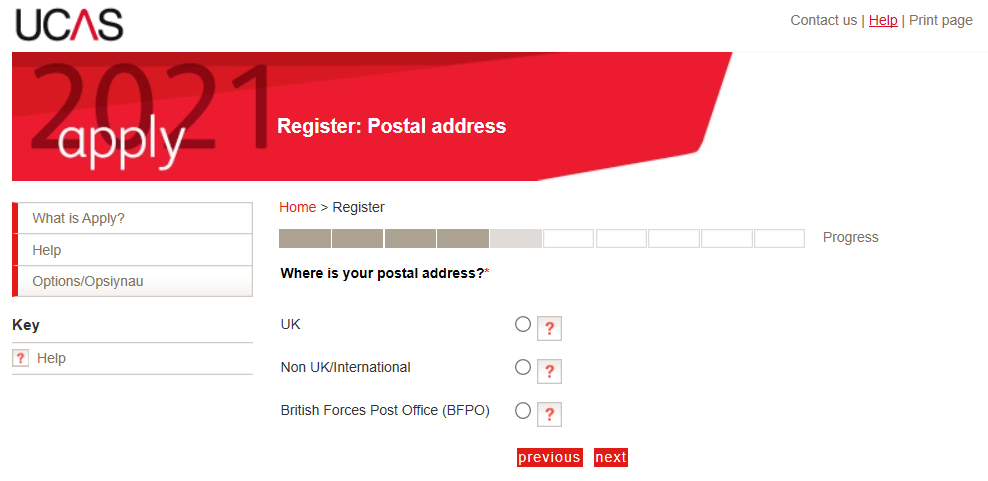 UCAS
Contact us | Help | Print page
2021
apply
Register: Postal address
What is Apply?
Help
Options/Opsiynau
Key
? Help
Home > Register
Progress
Where is your postal address?*
UK ?
Non UK/International ?
British Forces Post Office (BFPO) ?
previous next